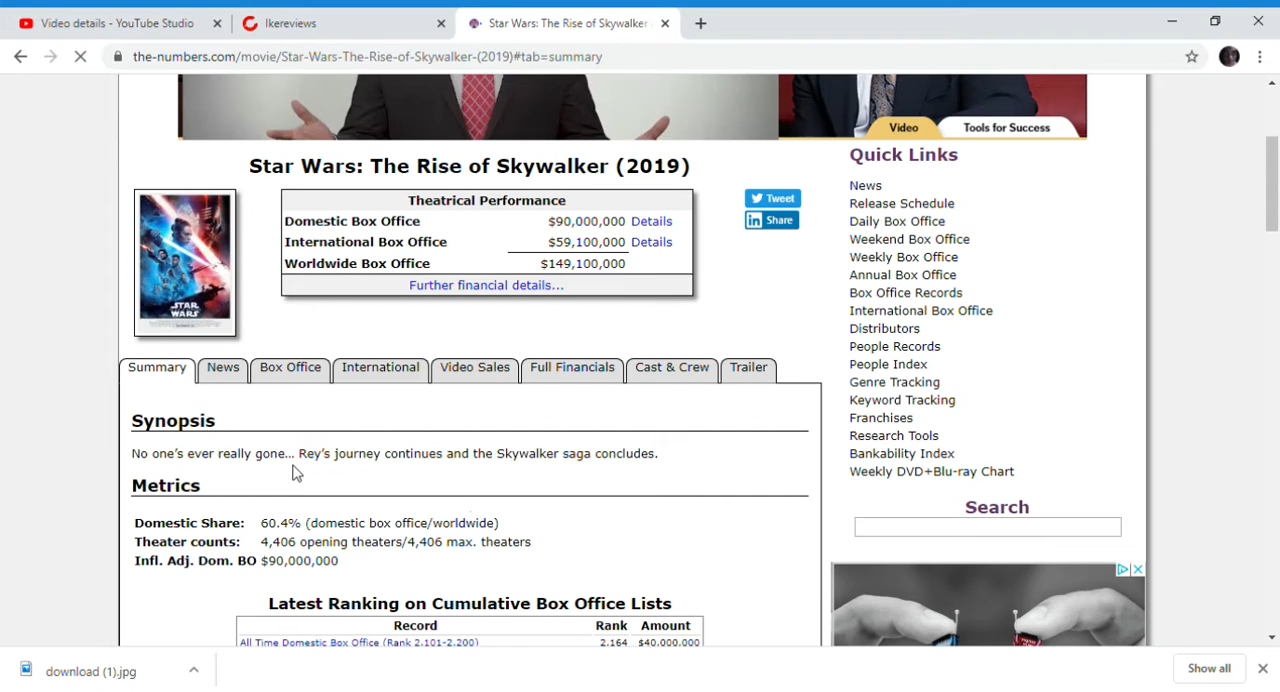 Video details - YouTube Studio
Ikereviews
Star Wars: The Rise of Skywalker
the-numbers.com/movie/Star-Wars-The-Rise-of-Skywalker-(2019)#tab=summary
Video
Tools for Success
Star Wars: The Rise of Skywalker (2019)
Theatrical Performance
Domestic Box Office $90,000,000 Details
International Box Office $59,100,000 Details
Worldwide Box Office $149,100,000
Further financial details...
STAR WARS
Tweet
Share
Summary News Box Office International Video Sales Full Financials Cast & Crew Trailer
Synopsis
No one's ever really gone… Rey's journey continues and the Skywalker saga concludes.
Metrics
Domestic Share: 60.4% (domestic box office/worldwide)
Theater counts: 4,406 opening theaters/4,406 max. theaters
Infl. Adj. Dom. BO $90,000,000
Latest Ranking on Cumulative Box Office Lists
Record Rank Amount
All Time Domestic Box Office (Rank 2,101-2,200) 2,164 $40,000,000
Quick Links
News
Release Schedule
Daily Box Office
Weekend Box Office
Weekly Box Office
Annual Box Office
Box Office Records
International Box Office
Distributors
People Records
People Index
Genre Tracking
Keyword Tracking
Franchises
Research Tools
Bankability Index
Weekly DVD+Blu-ray Chart
Search
download (1).jpg
Show all